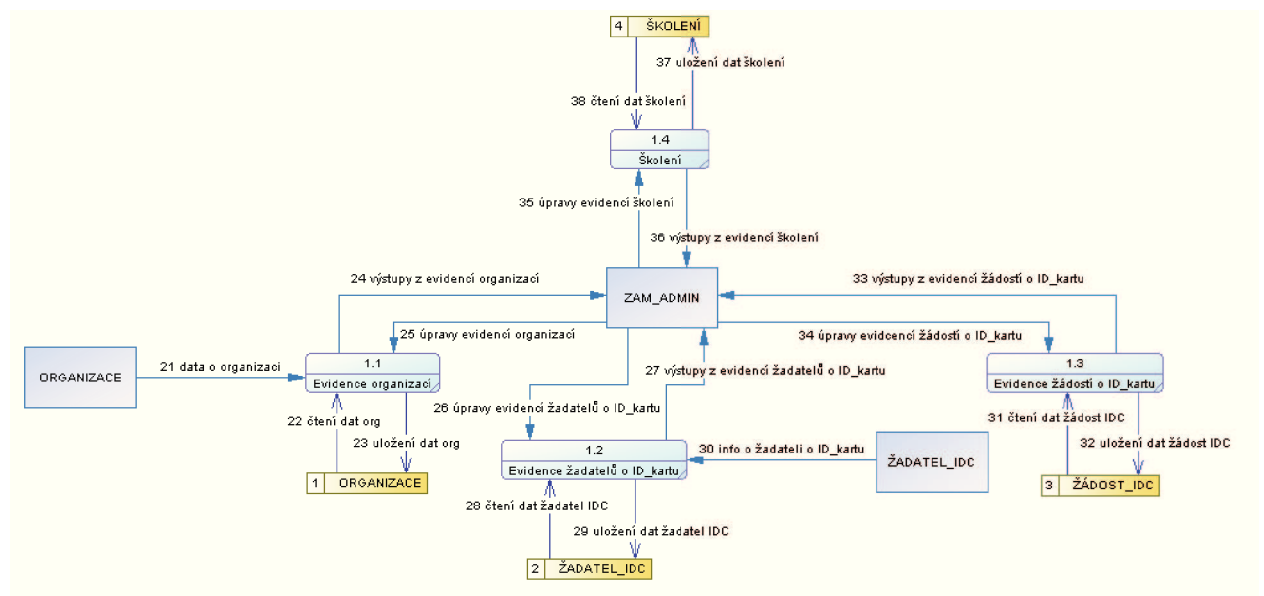 4 ŠKOLENÍ
37 uložení dat školení
38 čtení dat školení
1.4
Školení
35 úpravy evidencí školení
36 výstupy z evidencí školení
24 výstupy z evidencí organizací
ZAM_ADMIN
33 výstupy z evidencí žádostí o ID_kartu
25 úpravy evidencí organizací
34 úpravy evidcencí žádostí o ID_kartu
ORGANIZACE
21 data o organizaci
1.1
Evidence organizací
27 výstupy z evidencí žadatelů o ID_kartu
1.3
Evidence žádostí o ID_kartu
26 úpravy evidencí žadatelů o ID_kartu
22 čtení dat org
31 čtení dat žádost IDC
23 uložení dat org
1.2
Evidence žadatelů o ID_kartu
30 info o žadateli o ID_kartu
ŽADATEL_IDC
32 uložení dat žádost IDC
1 ORGANIZACE
3 ŽÁDOST_IDC
28 čtení dat žadatel IDC
29 uložení dat žadatel IDC
2 ŽADATEL_IDC